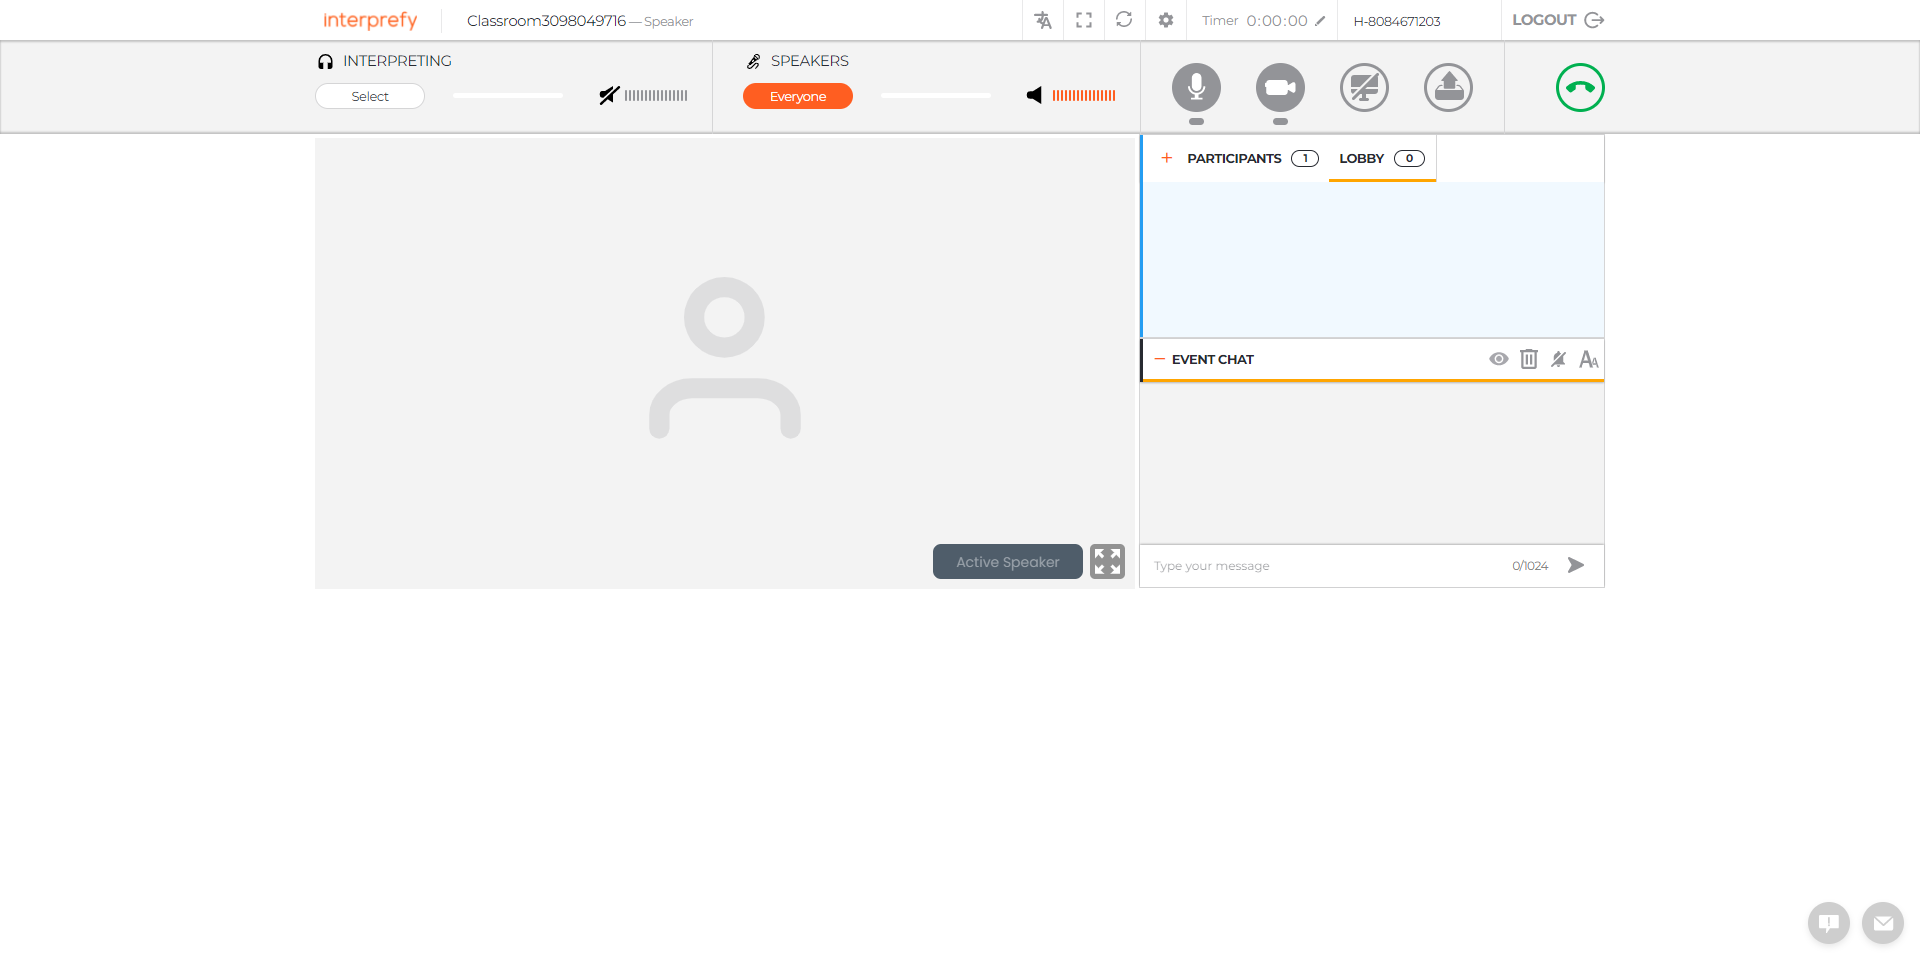 interprefy
Classroom3098049716 — Speaker
Timer 0:00:00
H-8084671203
LOGOUT
INTERPRETING
SPEAKERS
Select
Everyone
PARTICIPANTS 1
LOBBY 0
EVENT CHAT
Active Speaker
Type your message
0/1024